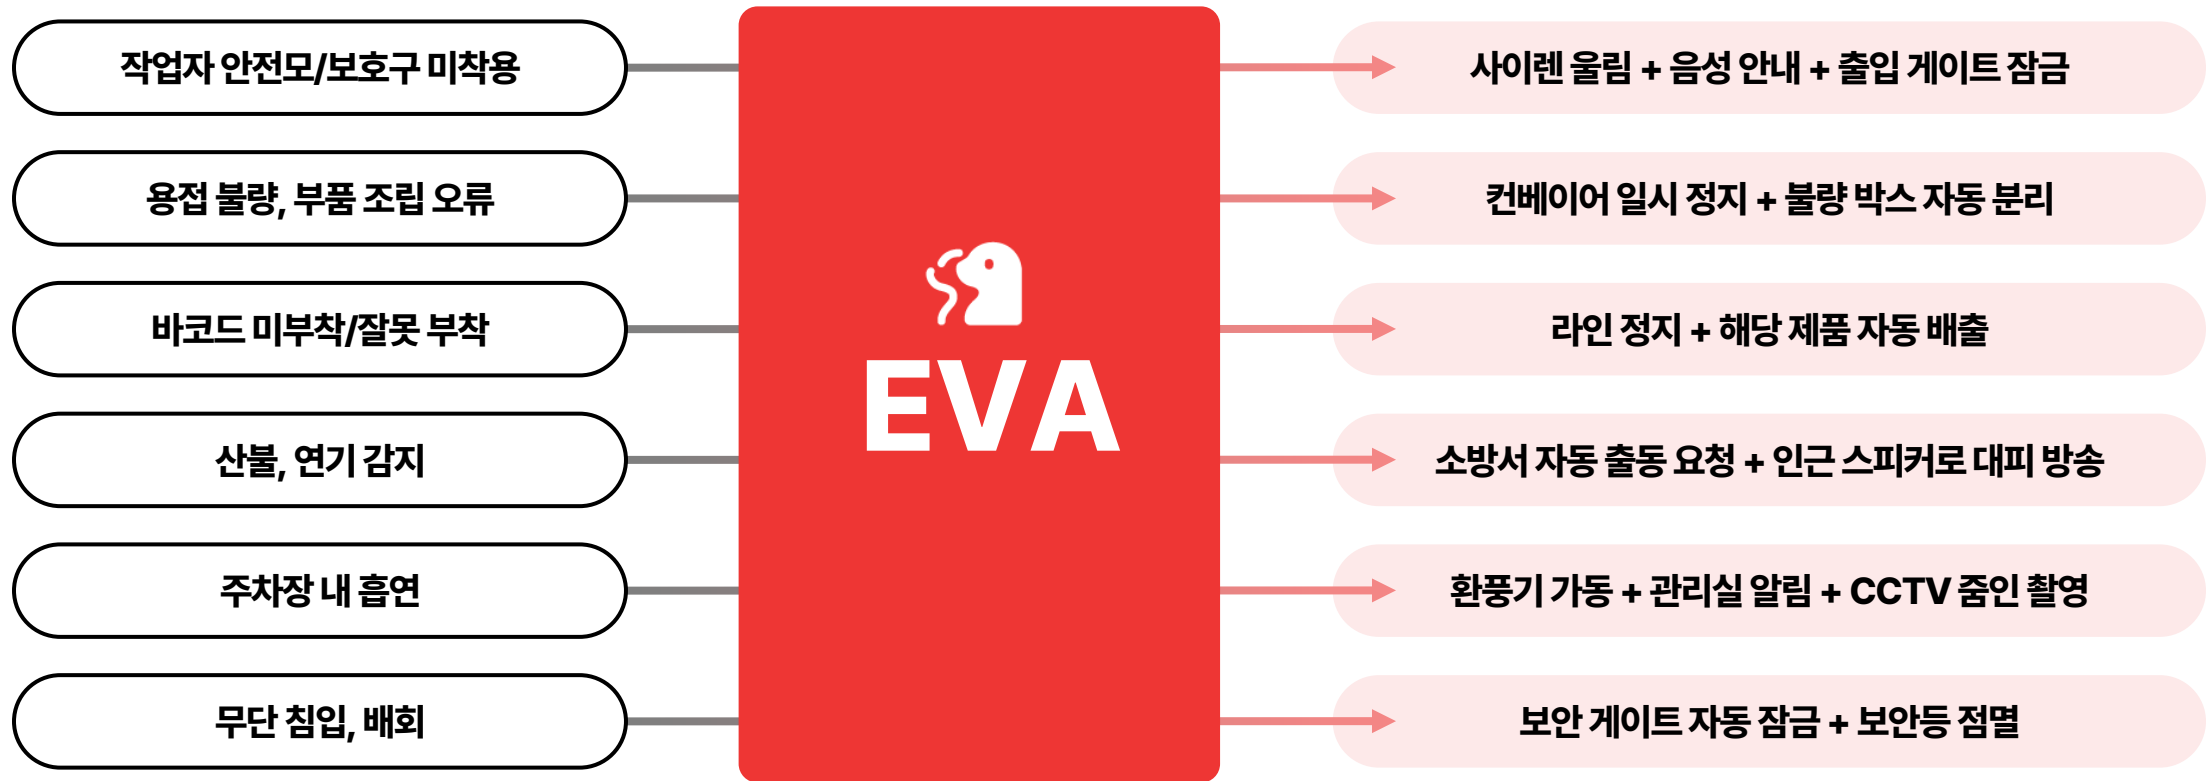 작업자 안전모/보호구 미착용
사이렌 울림 + 음성 안내 + 출입 게이트 잠금
용접 불량, 부품 조립 오류
컨베이어 일시 정지 + 불량 박스 자동 분리
바코드 미부착/잘못 부착
라인 정지 + 해당 제품 자동 배출
EVA
산불, 연기 감지
소방서 자동 출동 요청 + 인근 스피커로 대피 방송
주차장 내 흡연
환풍기 가동 + 관리실 알림 + CCTV 줌인 촬영
무단 침입, 배회
보안 게이트 자동 잠금 + 보안등 점멸